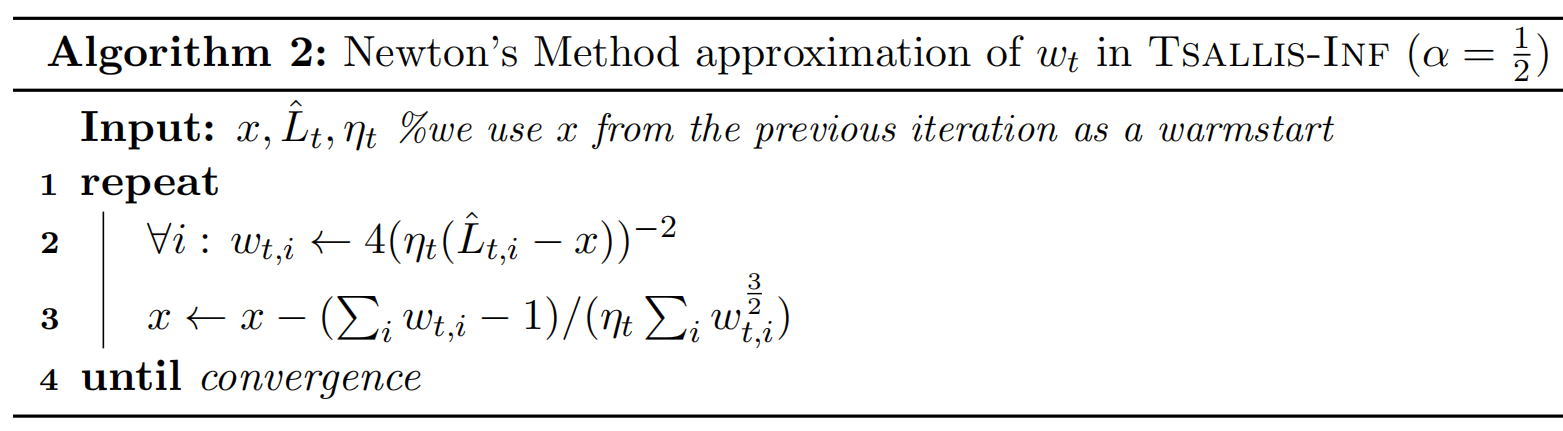 Algorithm 2: Newton's Method approximation of $w_t$ in TSALLIS-INF ($\alpha = \frac{1}{2}$)
Input: $x, \hat{L}_t, \eta_t$ %we use x from the previous iteration as a warmstart
1 repeat
2 $\forall i : w_{t,i} \leftarrow 4(\eta_t(\hat{L}_{t,i} - x))^{-2}$
3 $x \leftarrow x - (\sum_i w_{t,i} - 1)/(\eta_t \sum_i w_{t,i}^{\frac{3}{2}})$
4 until convergence